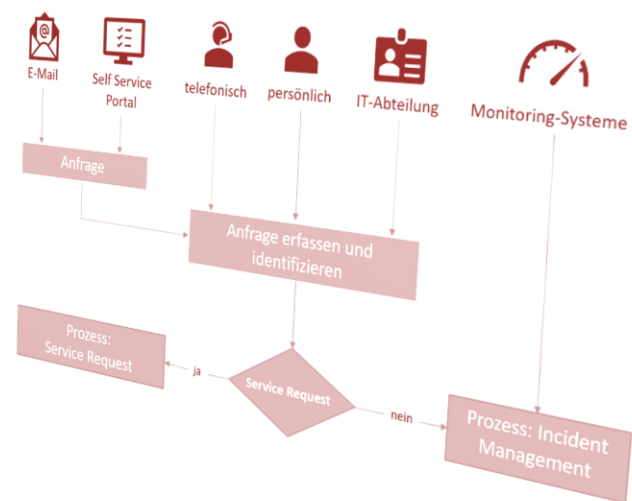 E-Mail
Self Service
Portal
telefonisch
persönlich
IT-Abteilung
Monitoring-Systeme
Anfrage
Anfrage erfassen und
identifizieren
Prozess:
Service Request
ja
Service Request
nein
Prozess: Incident
Management